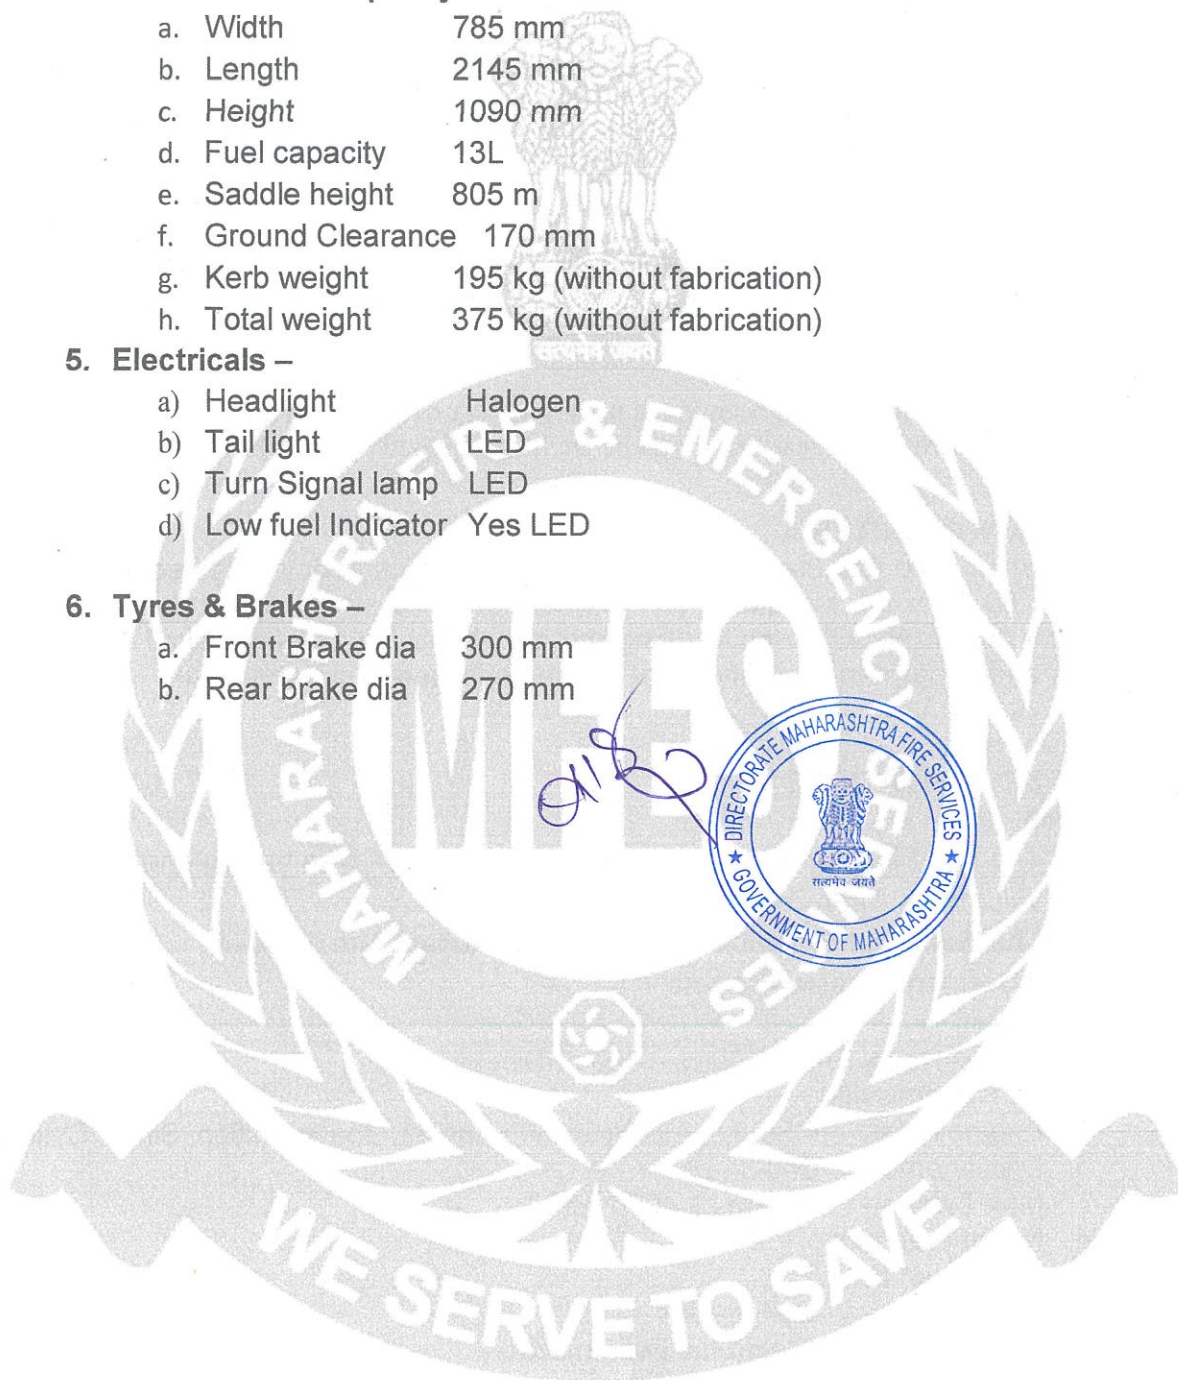 a. Width 785 mm
b. Length 2145 mm
c. Height 1090 mm
d. Fuel capacity 13L
e. Saddle height 805 m
f. Ground Clearance 170 mm
g. Kerb weight 195 kg (without fabrication)
h. Total weight 375 kg (without fabrication)
सत्यमेव जयते
5. Electricals –
a) Headlight Halogen
b) Tail light LED
c) Turn Signal lamp LED
d) Low fuel Indicator Yes LED
6. Tyres & Brakes –
a. Front Brake dia 300 mm
b. Rear brake dia 270 mm
MAHARASHTRA FIRE & EMERGENCY SERVICES
MFES
DIRECTORATE MAHARASHTRA FIRE SERVICES
सत्यमेव जयते
★ GOVERNMENT OF MAHARASHTRA ★
WE SERVE TO SAVE